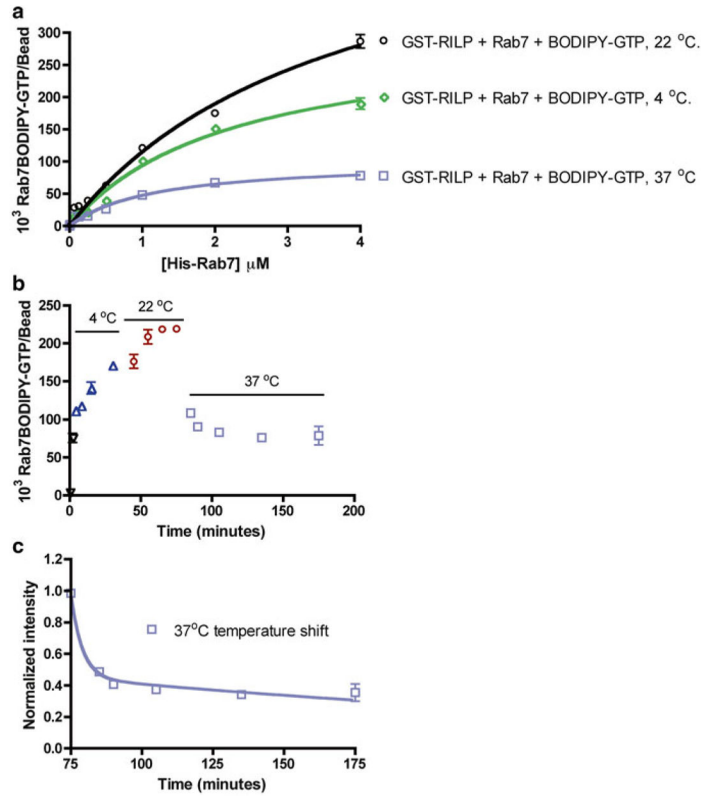 a
10³ Rab7BODIPY-GTP/Bead
300
250
200
150
100
50
0
0 1 2 3 4
[His-Rab7] μM
GST-RILP + Rab7 + BODIPY-GTP, 22 °C.
GST-RILP + Rab7 + BODIPY-GTP, 4 °C.
GST-RILP + Rab7 + BODIPY-GTP, 37 °C
b
10³ Rab7BODIPY-GTP/Bead
250
200
150
100
50
0
4 °C
22 °C
37 °C
0 50 100 150 200
Time (minutes)
c
Normalized intensity
1.2
1.0
0.8
0.6
0.4
0.2
0.0
37°C temperature shift
75 100 125 150 175
Time (minutes)